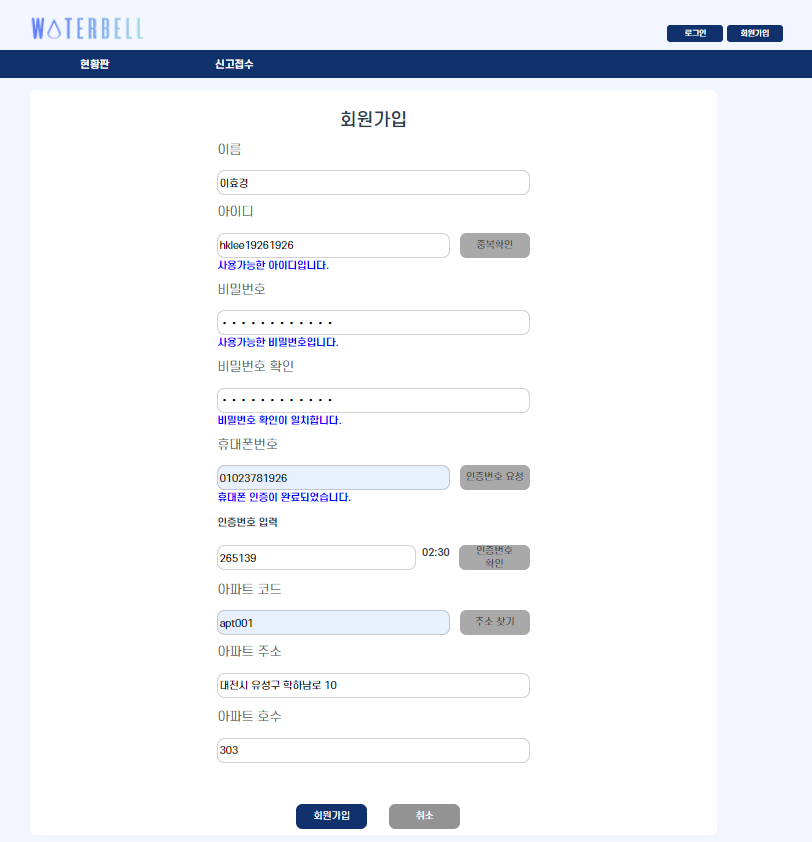 WATERBELL
로그인 회원가입
현황판 신고접수
회원가입
이름
이효경
아이디
hklee19261926 중복확인
사용가능한 아이디입니다.
비밀번호
••••••••••••
사용가능한 비밀번호입니다.
비밀번호 확인
••••••••••••
비밀번호 확인이 일치합니다.
휴대폰번호
01023781926 인증번호 요청
휴대폰 인증이 완료되었습니다.
인증번호 입력
265139 02:30 인증번호
확인
아파트 코드
apt001 주소 찾기
아파트 주소
대전시 유성구 학하남로 10
아파트 호수
303
회원가입 취소